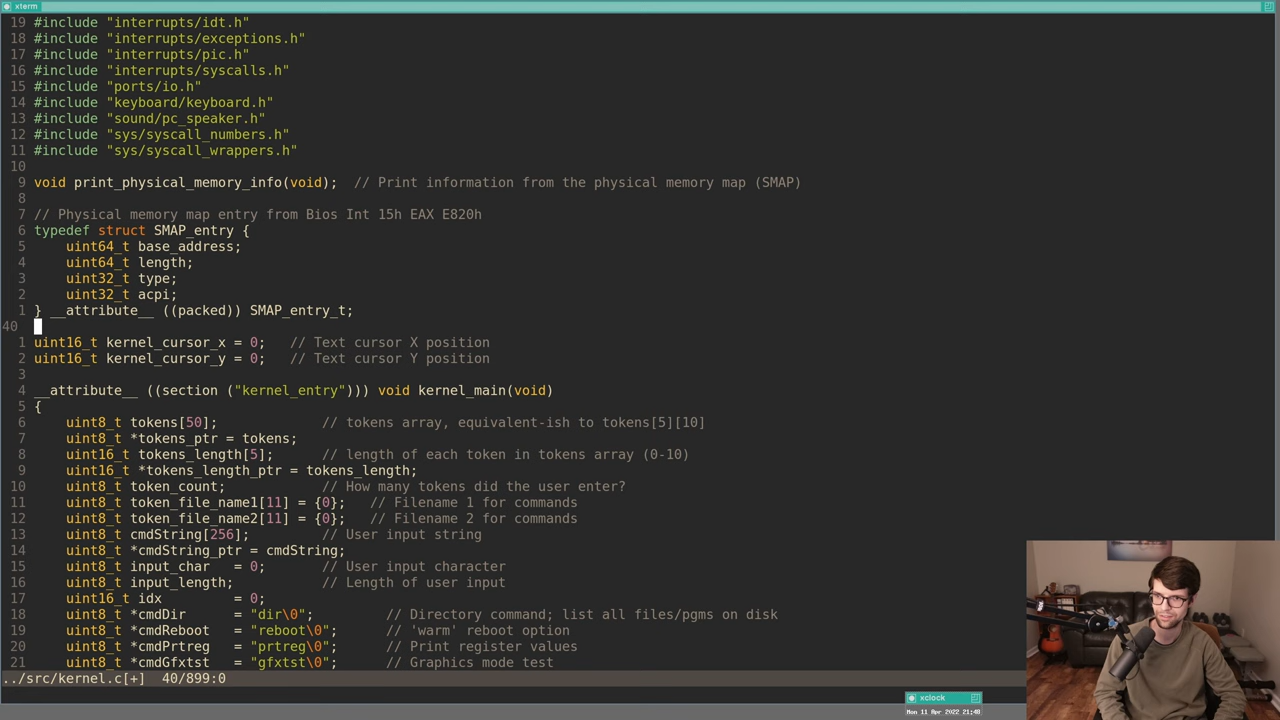 xterm
19 #include "interrupts/idt.h"
18 #include "interrupts/exceptions.h"
17 #include "interrupts/pic.h"
16 #include "interrupts/syscalls.h"
15 #include "ports/io.h"
14 #include "keyboard/keyboard.h"
13 #include "sound/pc_speaker.h"
12 #include "sys/syscall_numbers.h"
11 #include "sys/syscall_wrappers.h"
10
9 void print_physical_memory_info(void);  // Print information from the physical memory map (SMAP)
8
7 // Physical memory map entry from Bios Int 15h EAX E820h
6 typedef struct SMAP_entry {
5     uint64_t base_address;
4     uint64_t length;
3     uint32_t type;
2     uint32_t acpi;
1 } __attribute__ ((packed)) SMAP_entry_t;
40
1 uint16_t kernel_cursor_x = 0;   // Text cursor X position
2 uint16_t kernel_cursor_y = 0;   // Text cursor Y position
3
4 __attribute__ ((section ("kernel_entry"))) void kernel_main(void)
5 {
6     uint8_t tokens[50];             // tokens array, equivalent-ish to tokens[5][10]
7     uint8_t *tokens_ptr = tokens;
8     uint16_t tokens_length[5];      // length of each token in tokens array (0-10)
9     uint16_t *tokens_length_ptr = tokens_length;
10     uint8_t token_count;            // How many tokens did the user enter?
11     uint8_t token_file_name1[11] = {0};   // Filename 1 for commands
12     uint8_t token_file_name2[11] = {0};   // Filename 2 for commands
13     uint8_t cmdString[256];         // User input string
14     uint8_t *cmdString_ptr = cmdString;
15     uint8_t input_char   = 0;       // User input character
16     uint8_t input_length;           // Length of user input
17     uint16_t idx         = 0;
18     uint8_t *cmdDir      = "dir\0";         // Directory command; list all files/pgms on disk
19     uint8_t *cmdReboot   = "reboot\0";      // 'warm' reboot option
20     uint8_t *cmdPrtreg   = "prtreg\0";      // Print register values
21     uint8_t *cmdGfxtst   = "gfxtst\0";      // Graphics mode test
../src/kernel.c[+]  40/899:0
xclock
Mon 11 Apr 2022 21:48